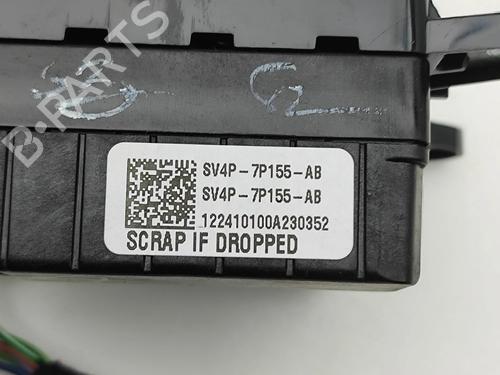 B-PARTS
SV4P-7P155-AB
SV4P-7P155-AB
122410100A230352
SCRAP IF DROPPED